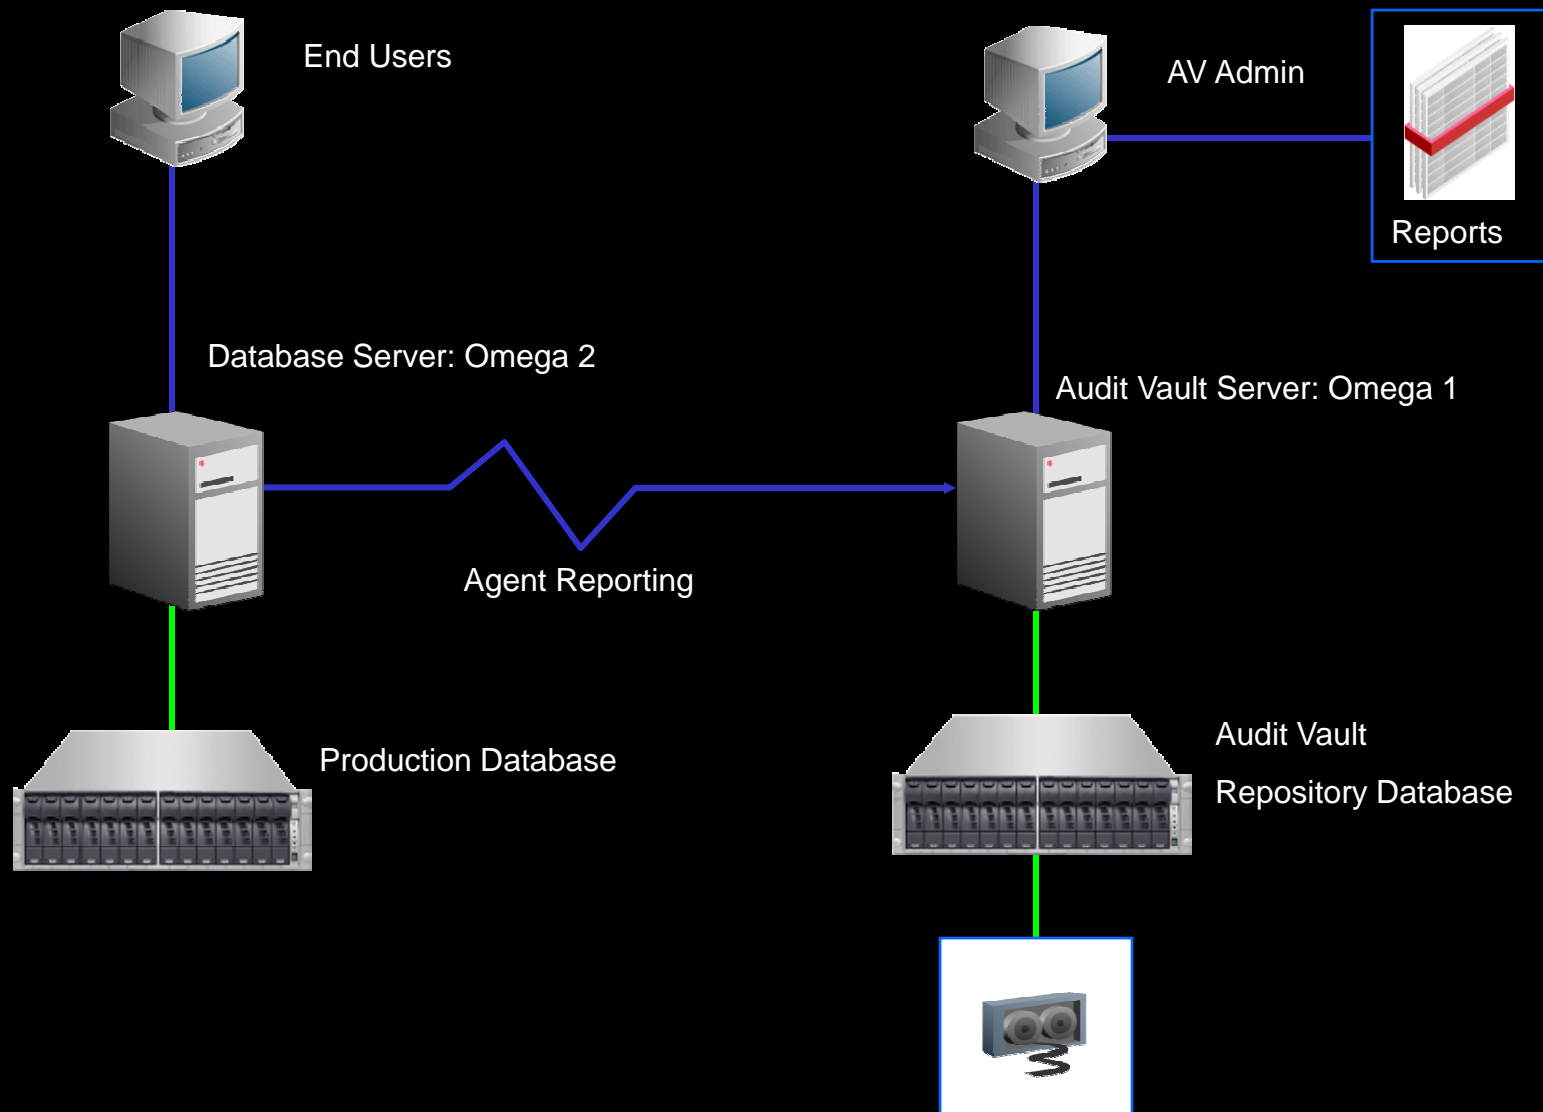 End Users
AV Admin
Reports
Database Server: Omega 2
Audit Vault Server: Omega 1
Agent Reporting
Production Database
Audit Vault
Repository Database